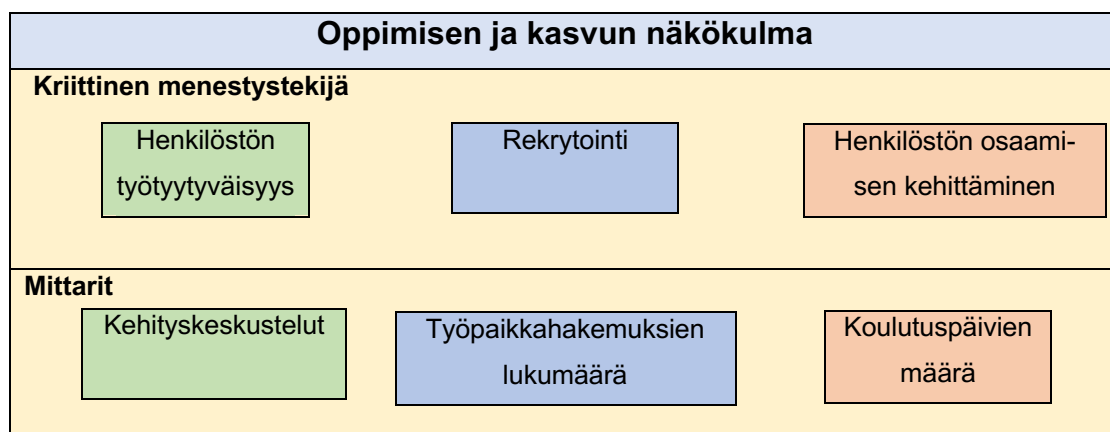 Oppimisen ja kasvun näkökulma
Kriittinen menestystekijä
Henkilöstön
työtyytyväisyys
Rekrytointi
Henkilöstön osaami-
sen kehittäminen
Mittarit
Kehityskeskustelut
Työpaikkahakemuksien
lukumäärä
Koulutuspäivien
määrä